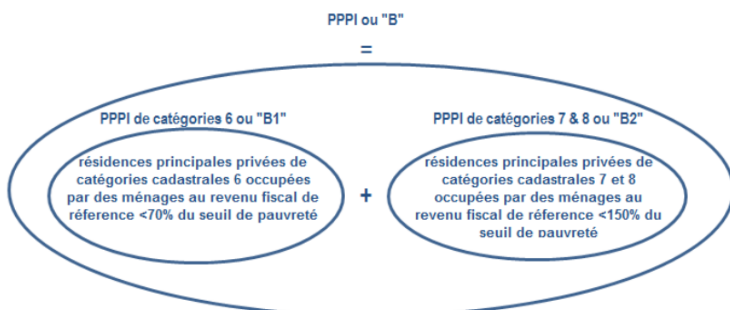 PPPI ou "B"
=
PPPI de catégories 6 ou "B1"
résidences principales privées de
catégories cadastrales 6 occupées
par des ménages au revenu fiscal de
réference <70% du seuil de pauvreté
+
PPPI de catégories 7 & 8 ou "B2"
résidences principales privées de
catégories cadastrales 7 et 8
occupées par des ménages au
revenu fiscal de réference <150% du
seuil de pauvreté